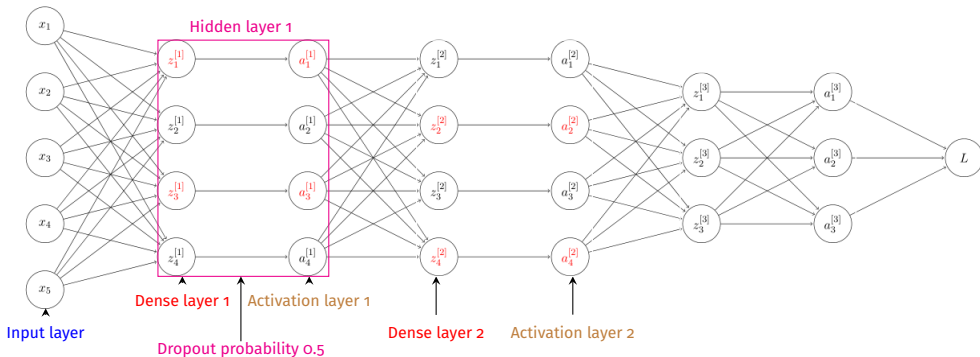 Hidden layer 1
x₁
x₂
x₃
x₄
x₅
z₁^[1]
z₂^[1]
z₃^[1]
z₄^[1]
a₁^[1]
a₂^[1]
a₃^[1]
a₄^[1]
z₁^[2]
z₂^[2]
z₃^[2]
z₄^[2]
a₁^[2]
a₂^[2]
a₃^[2]
a₄^[2]
z₁^[3]
z₂^[3]
z₃^[3]
a₁^[3]
a₂^[3]
a₃^[3]
L
Dense layer 1 Activation layer 1 Dense layer 2 Activation layer 2
Input layer
Dropout probability 0.5